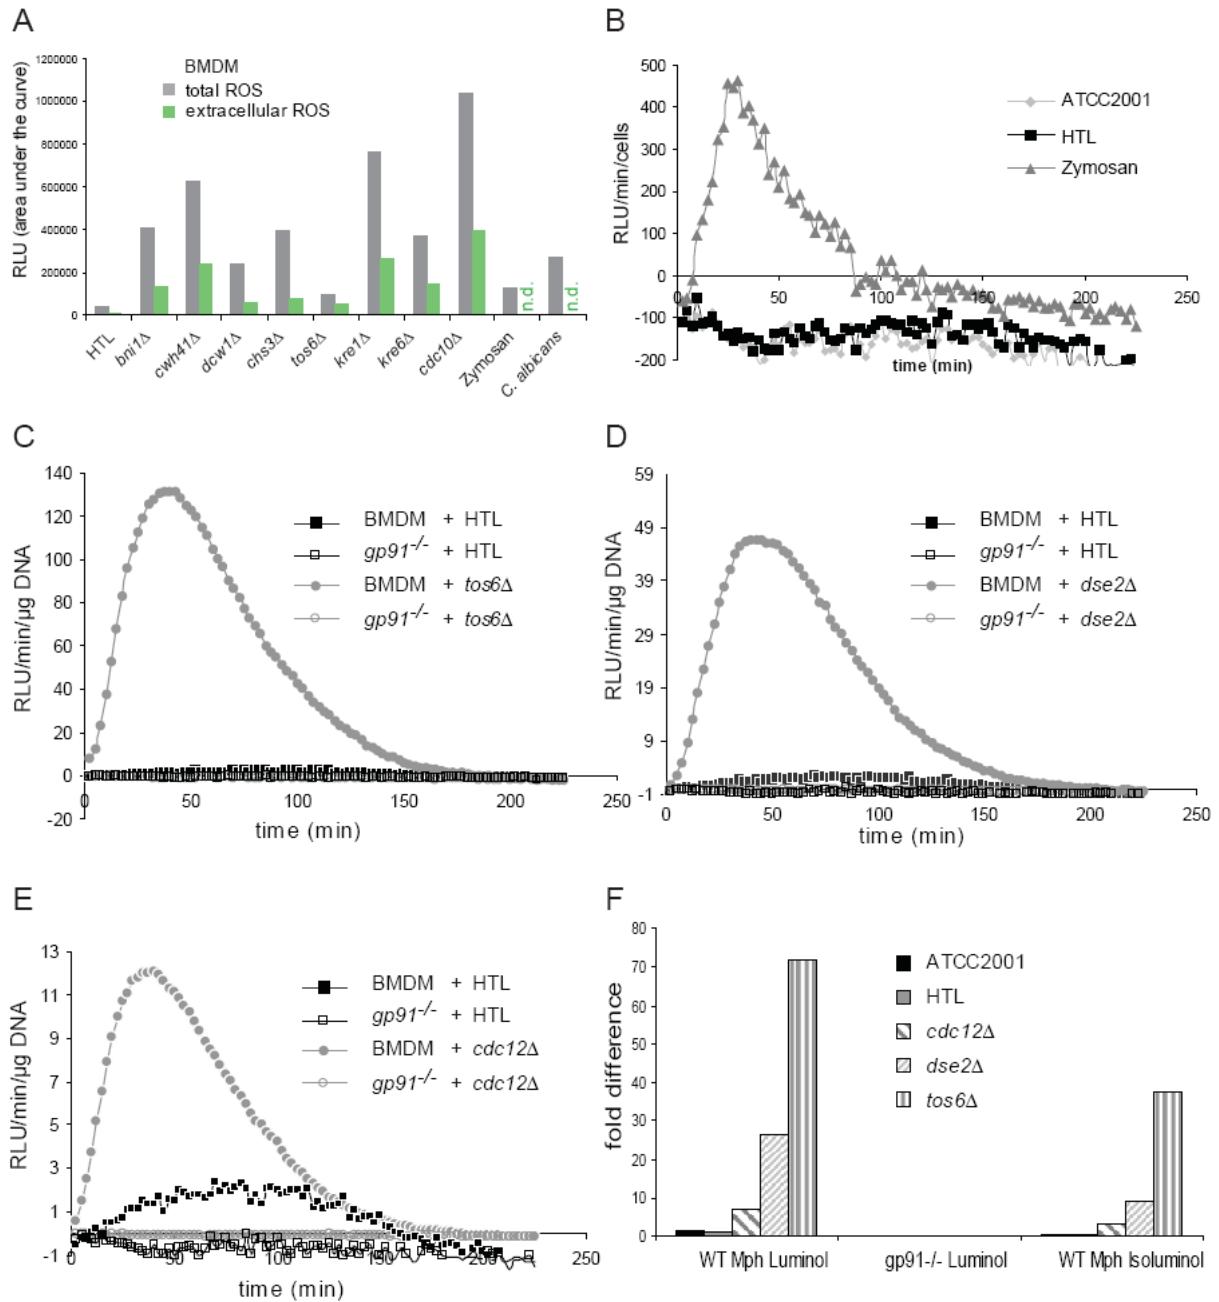 A
RLU (area under the curve)
1200000
1000000
800000
600000
400000
200000
0
BMDM
total ROS
extracellular ROS
n.d.
n.d.
HTL
bni1Δ
cwh41Δ
dcw1Δ
chs3Δ
tos6Δ
kre1Δ
kre6Δ
cdc10Δ
Zymosan
C. albicans
B
RLU/min/cells
500
400
300
200
100
0
-100
-200
0 50 100 150 200 250
time (min)
ATCC2001
HTL
Zymosan
C
RLU/min/µg DNA
140
120
100
80
60
40
20
0
-20
0 50 100 150 200 250
time (min)
BMDM + HTL
gp91-/- + HTL
BMDM + tos6Δ
gp91-/- + tos6Δ
D
RLU/min/µg DNA
59
49
39
29
19
9
-1
0 50 100 150 200 250
time (min)
BMDM + HTL
gp91-/- + HTL
BMDM + dse2Δ
gp91-/- + dse2Δ
E
RLU/min/µg DNA
13
11
9
7
5
3
1
-1
0 50 100 150 200 250
time (min)
BMDM + HTL
gp91-/- + HTL
BMDM + cdc12Δ
gp91-/- + cdc12Δ
F
fold difference
80
70
60
50
40
30
20
10
0
ATCC2001
HTL
cdc12Δ
dse2Δ
tos6Δ
WT Mph Luminol gp91-/- Luminol WT Mph Isoluminol